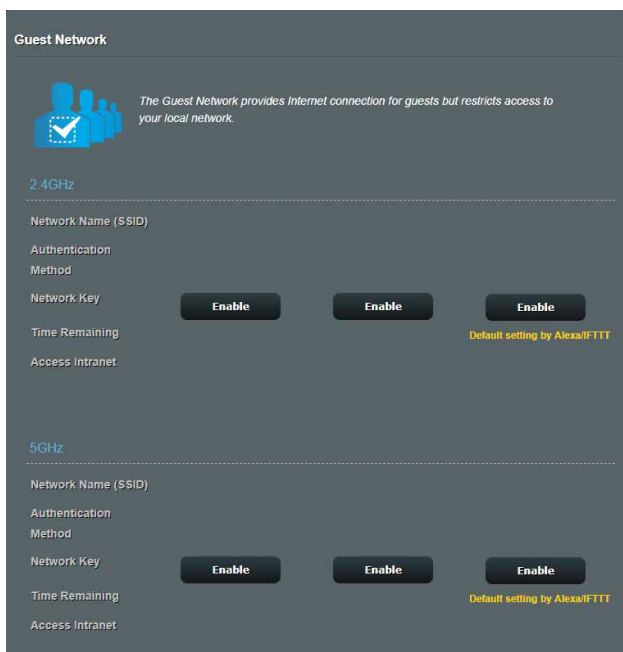 Guest Network
The Guest Network provides Internet connection for guests but restricts access to
your local network.
2.4GHz
Network Name (SSID)
Authentication
Method
Network Key
Enable
Enable
Enable
Time Remaining
Default setting by Alexa/IFTTT
Access Intranet
5GHz
Network Name (SSID)
Authentication
Method
Network Key
Enable
Enable
Enable
Time Remaining
Default setting by Alexa/IFTTT
Access Intranet